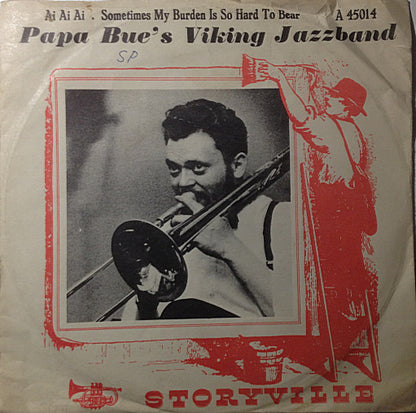 Ai Ai Ai . Sometimes My Burden Is So Hard To Bear A 45014
Papa Bue's Viking Jazzband
SP
STORYVILLE